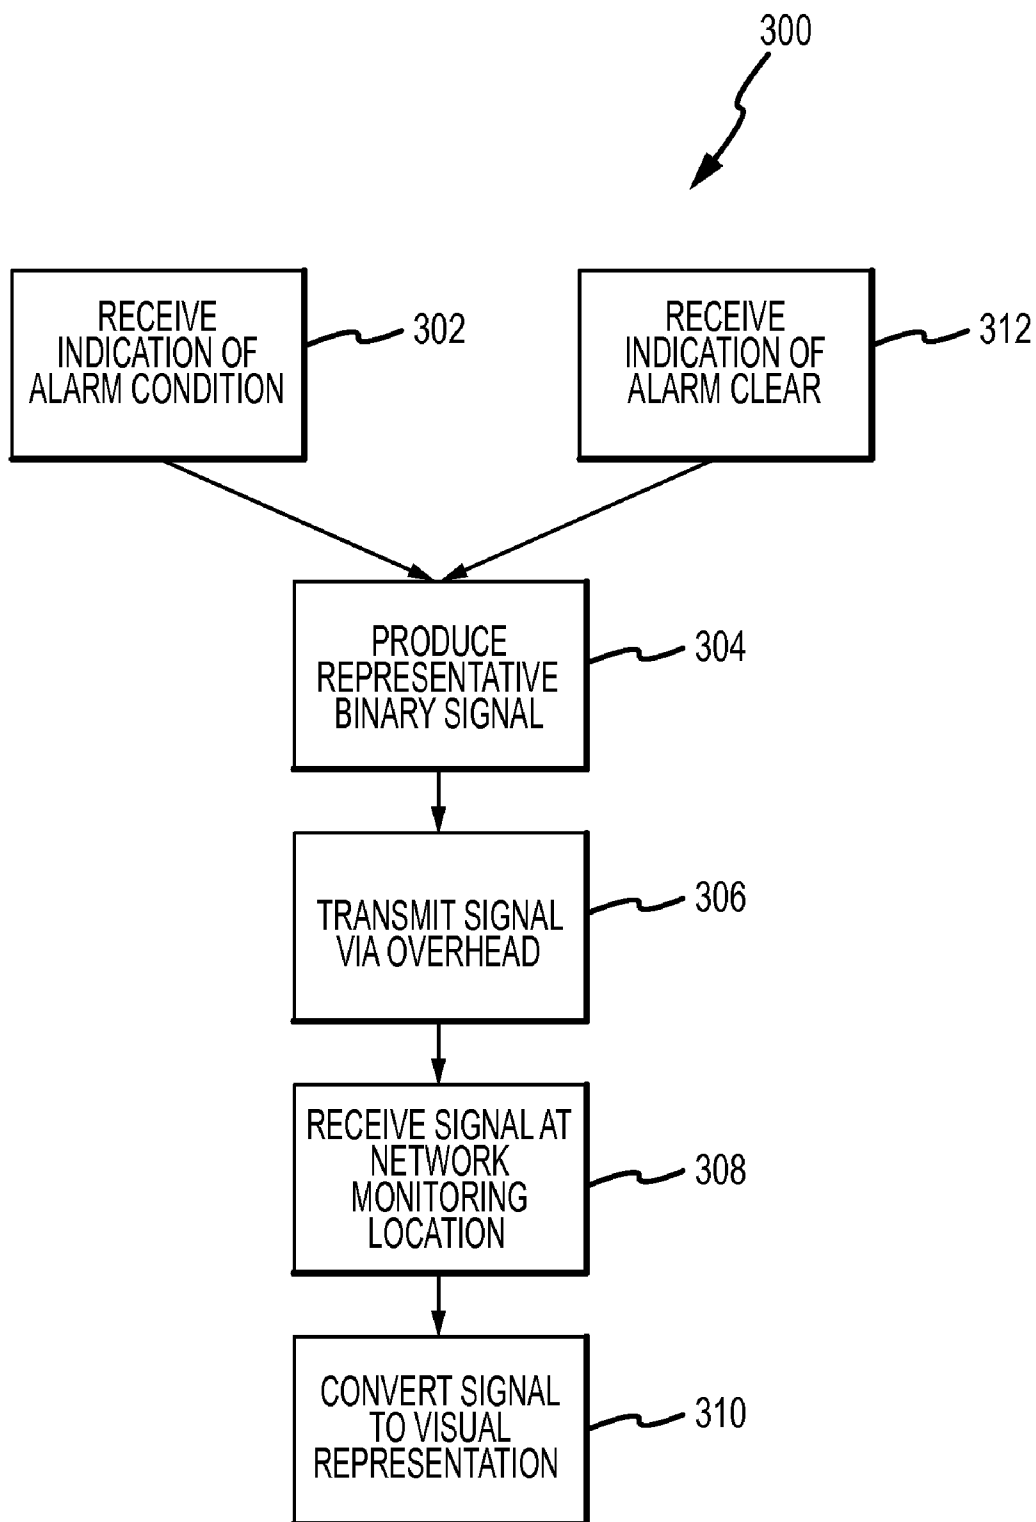 300
RECEIVE
INDICATION OF
ALARM CONDITION
302
RECEIVE
INDICATION OF
ALARM CLEAR
312
PRODUCE
REPRESENTATIVE
BINARY SIGNAL
304
TRANSMIT SIGNAL
VIA OVERHEAD
306
RECEIVE SIGNAL AT
NETWORK
MONITORING
LOCATION
308
CONVERT SIGNAL
TO VISUAL
REPRESENTATION
310